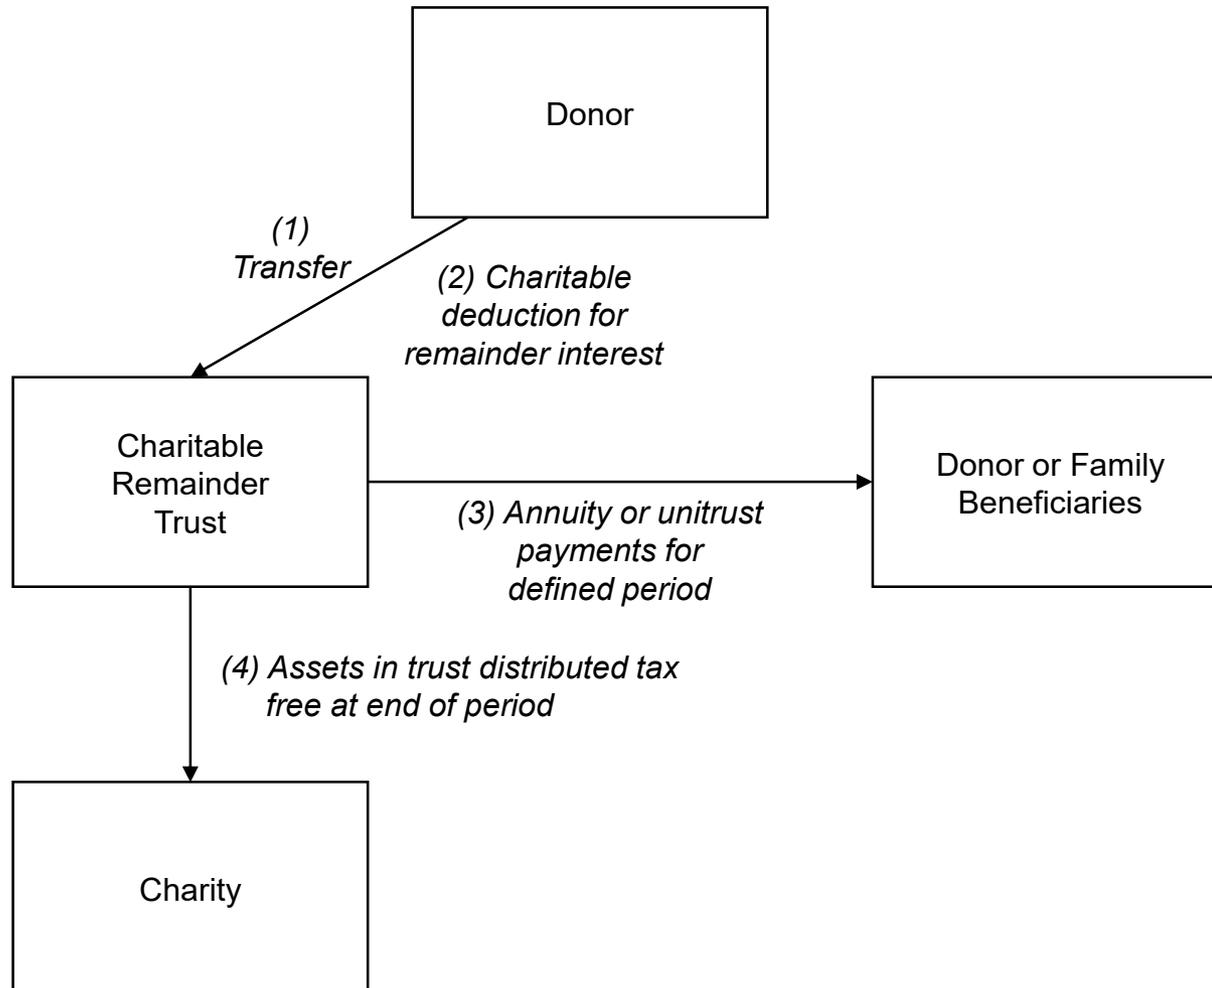 Donor
(1)
Transfer
(2) Charitable
deduction for
remainder interest
Charitable
Remainder
Trust
(3) Annuity or unitrust
payments for
defined period
Donor or Family
Beneficiaries
(4) Assets in trust distributed tax
free at end of period
Charity